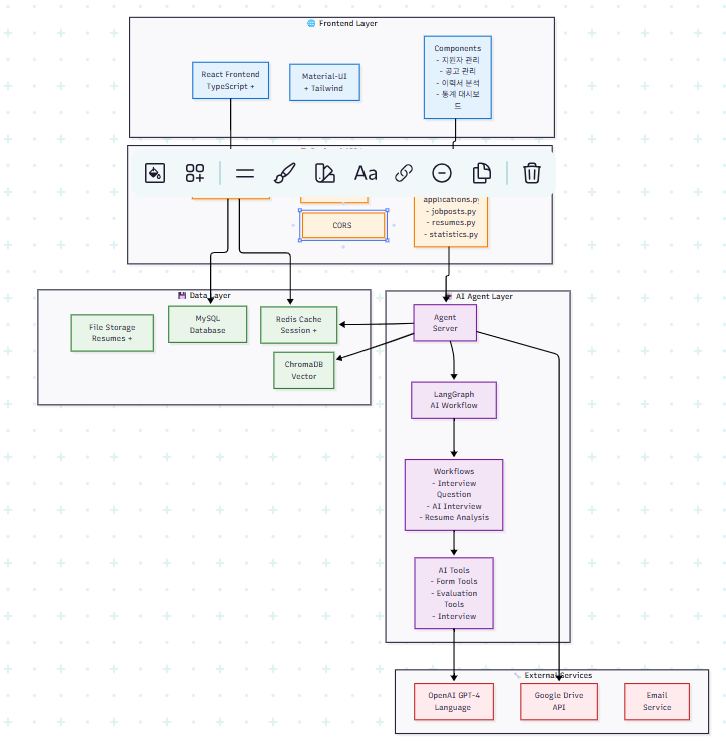 Frontend Layer
React Frontend
TypeScript +
Material-UI
+ Tailwind
Components
- 지원자 관리
- 공고 관리
- 이력서 분석
- 통계 대시보
드
Aa
applications.py
- jobposts.py
- resumes.py
- statistics.py
CORS
Data Layer
File Storage
Resumes +
MySQL
Database
Redis Cache
Session +
ChromaDB
Vector
AI Agent Layer
Agent
Server
LangGraph
AI Workflow
Workflows
- Interview
Question
- AI Interview
- Resume Analysis
AI Tools
- Form Tools
- Evaluation
Tools
- Interview
External Services
OpenAI GPT-4
Language
Google Drive
API
Email
Service